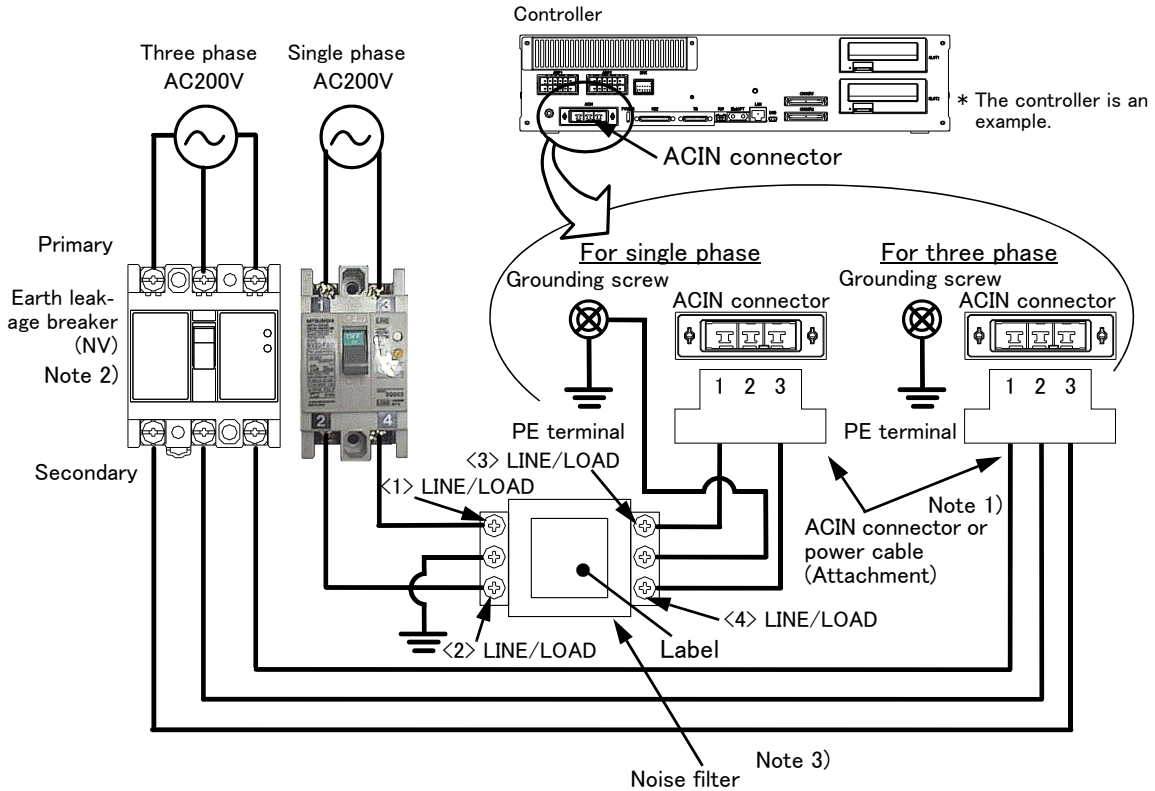 Controller
Three phase
AC200V
Single phase
AC200V
* The controller is an
example.
ACIN connector
Primary
Earth leak-
age breaker
(NV)
Note 2)
Secondary
For single phase
Grounding screw
ACIN connector
1 2 3
PE terminal
For three phase
Grounding screw
ACIN connector
1 2 3
PE terminal
2
4
<1> LINE/LOAD
<3> LINE/LOAD
Note 1)
ACIN connector or
power cable
(Attachment)
<4> LINE/LOAD
<2> LINE/LOAD
Label
Note 3)
Noise filter